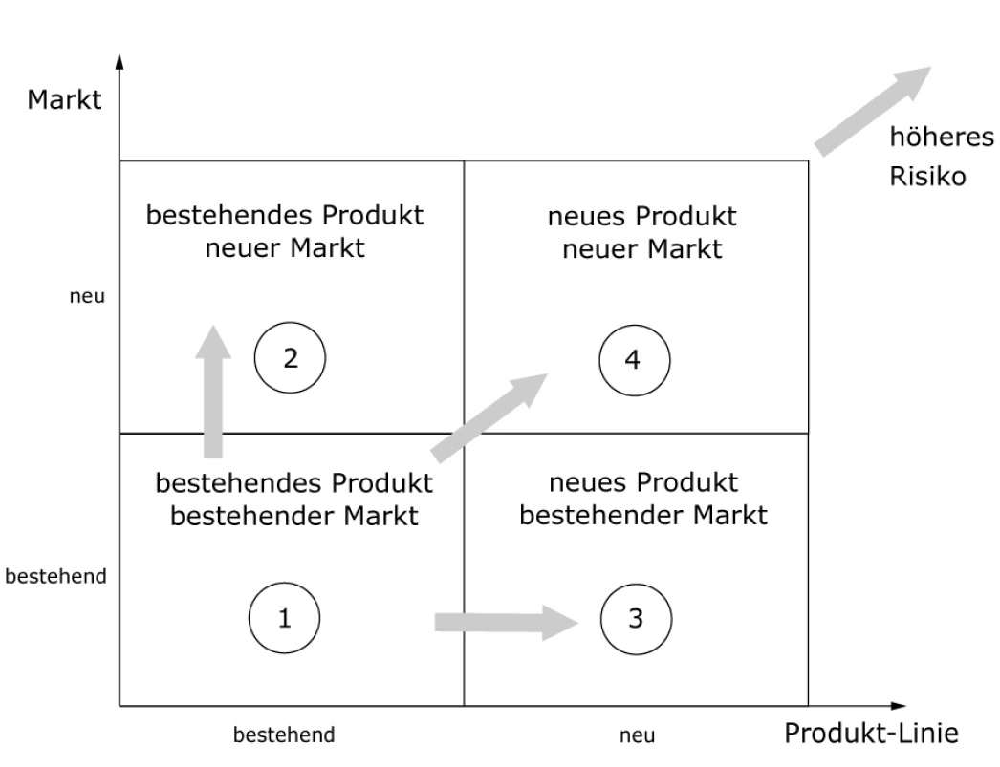 Markt
höheres
Risiko
bestehendes Produkt
neuer Markt
neues Produkt
neuer Markt
neu
2
4
bestehendes Produkt
bestehender Markt
neues Produkt
bestehender Markt
bestehend
1
3
bestehend
neu
Produkt-Linie